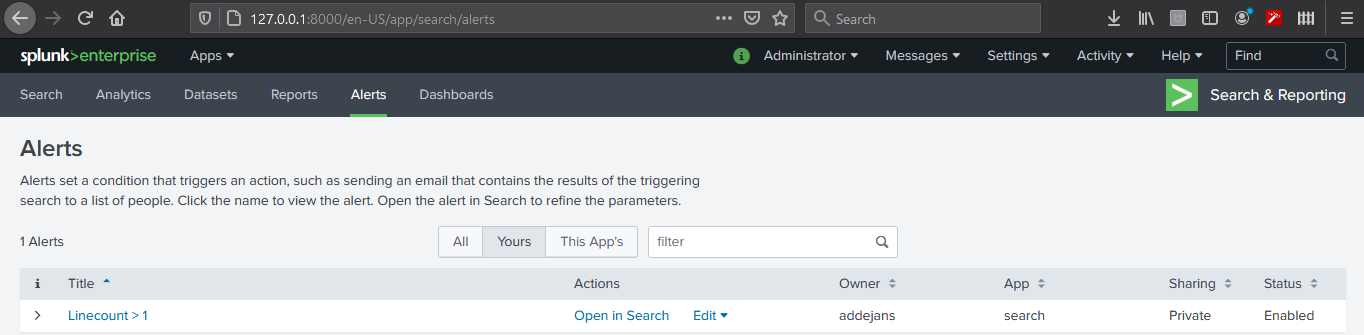 127.0.0.1:8000/en-US/app/search/alerts
Search
splunk>enterprise Apps Administrator Messages Settings Activity Help Find
Search Analytics Datasets Reports Alerts Dashboards Search & Reporting
Alerts
Alerts set a condition that triggers an action, such as sending an email that contains the results of the triggering
search to a list of people. Click the name to view the alert. Open the alert in Search to refine the parameters.
1 Alerts All Yours This App's filter
i Title Actions Owner App Sharing Status
Linecount > 1 Open in Search Edit addejans search Private Enabled